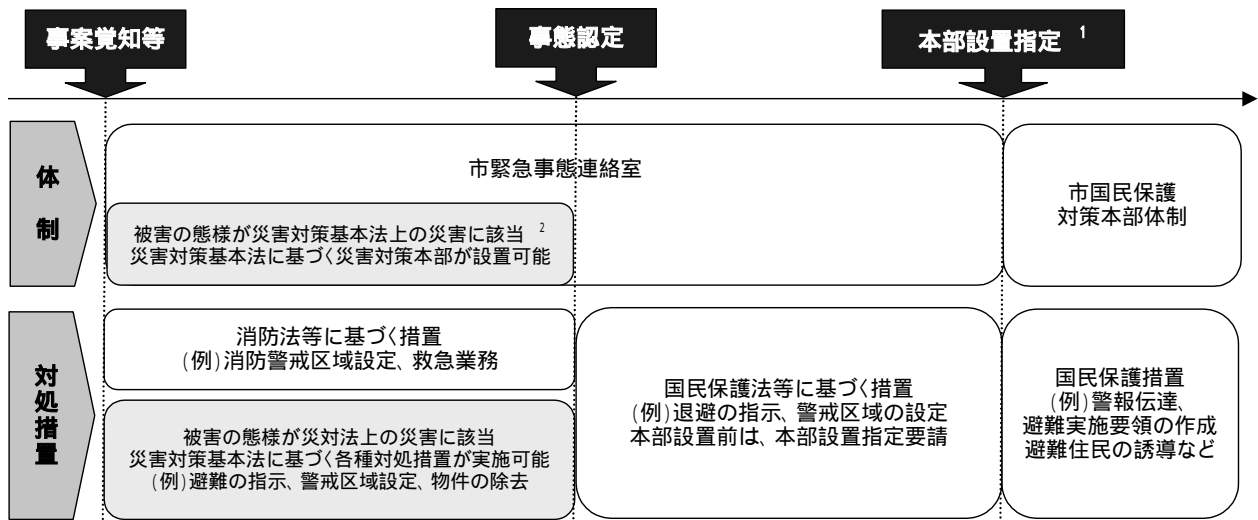 事案覚知等
事態認定
本部設置指定 1
体制
市緊急事態連絡室
被害の態様が災害対策基本法上の災害に該当 2
災害対策基本法に基づく災害対策本部が設置可能
市国民保護
対策本部体制
対処措置
消防法等に基づく措置
(例)消防警戒区域設定、救急業務
被害の態様が災対法上の災害に該当
災害対策基本法に基づく各種対処措置が実施可能
(例)避難の指示、警戒区域設定、物件の除去
国民保護法等に基づく措置
(例)退避の指示、警戒区域の設定
本部設置前は、本部設置指定要請
国民保護措置
(例)警報伝達、
避難実施要領の作成
避難住民の誘導など